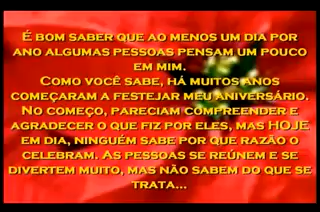 É BOM SABER QUE AO MENOS UM DIA POR
ANO ALGUMAS PESSOAS PENSAM UM POUCO
EM MIM.
COMO VOCÊ SABE, HÁ MUITOS ANOS
COMEÇARAM A FESTEJAR MEU ANIVERSÁRIO.
NO COMEÇO, PARECIAM COMPREENDER E
AGRADECER O QUE FIZ POR ELES, MAS HOJE
EM DIA, NINGUÉM SABE POR QUE RAZÃO O
CELEBRAM. AS PESSOAS SE REÚNEM E SE
DIVERTEM MUITO, MAS NÃO SABEM DO QUE SE
TRATA...